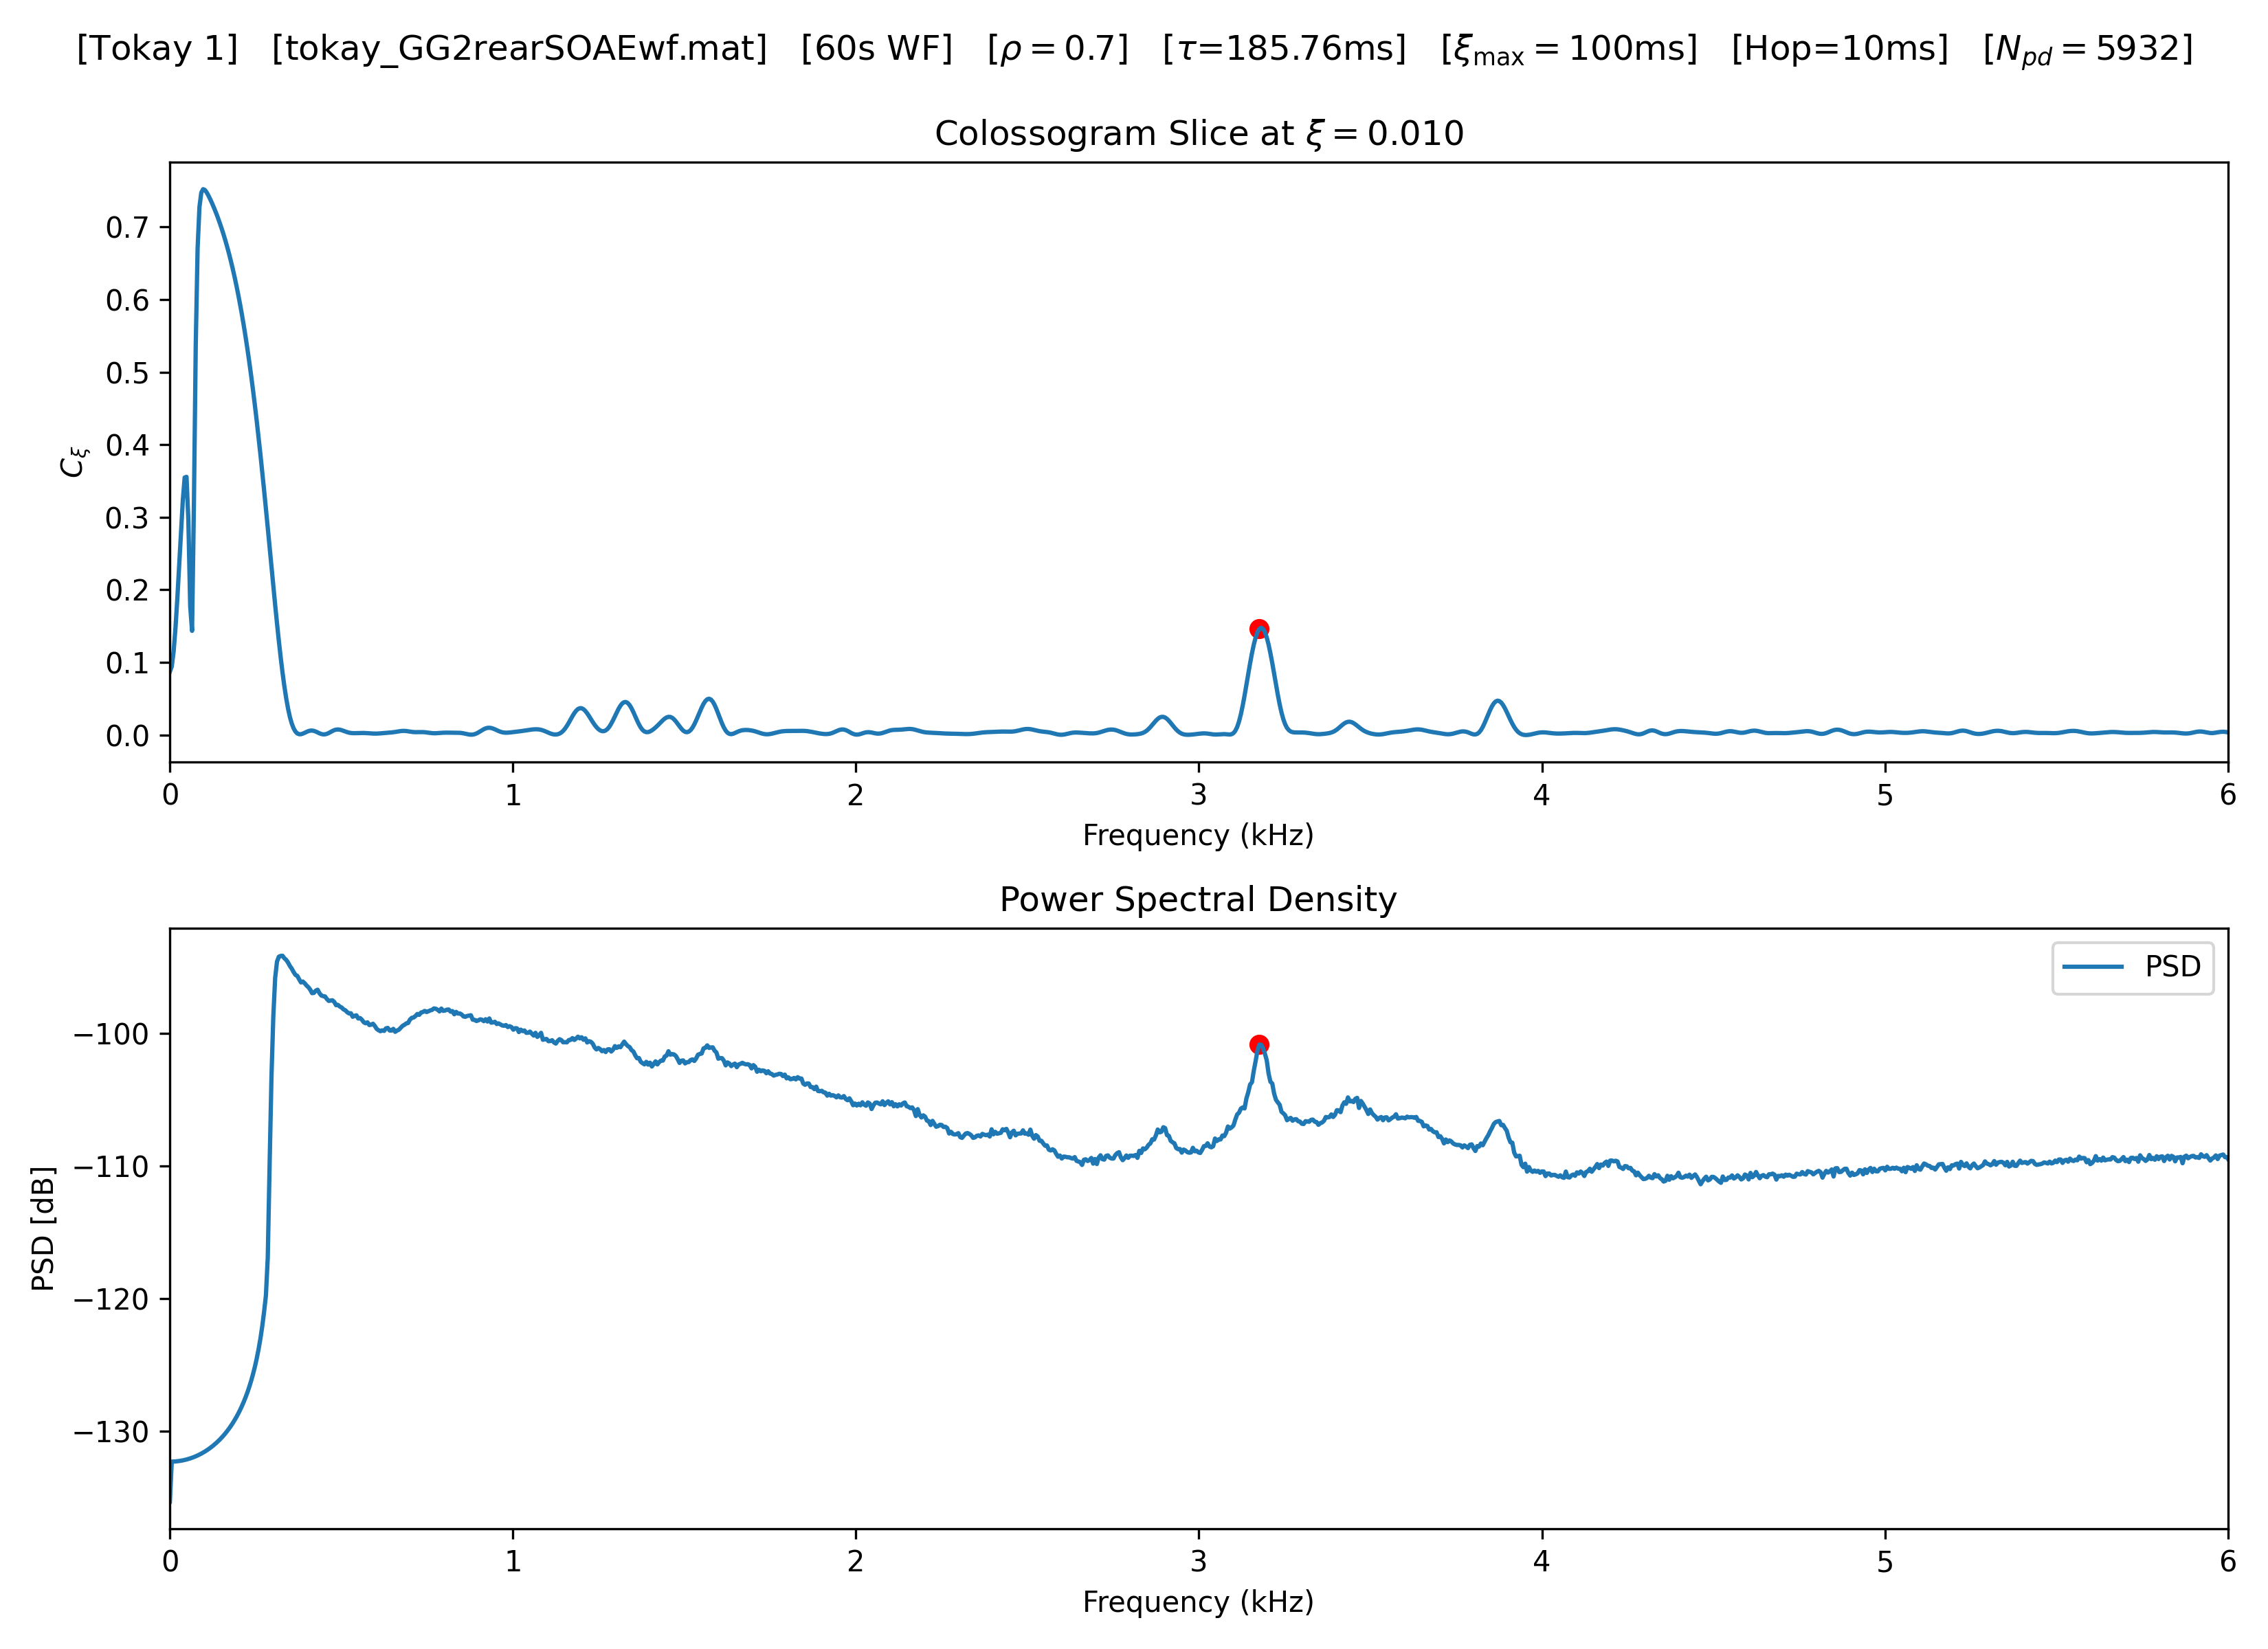 [Tokay 1] [tokay_GG2rearSOAEwf.mat] [60s WF] [ρ = 0.7] [τ=185.76ms] [ξmax = 100ms] [Hop=10ms] [Npd = 5932]
Colossogram Slice at ξ = 0.010
Cξ
0.7
0.6
0.5
0.4
0.3
0.2
0.1
0.0
0 1 2 3 4 5 6
Frequency (kHz)
Power Spectral Density
PSD
PSD [dB]
−100
−110
−120
−130
0 1 2 3 4 5 6
Frequency (kHz)